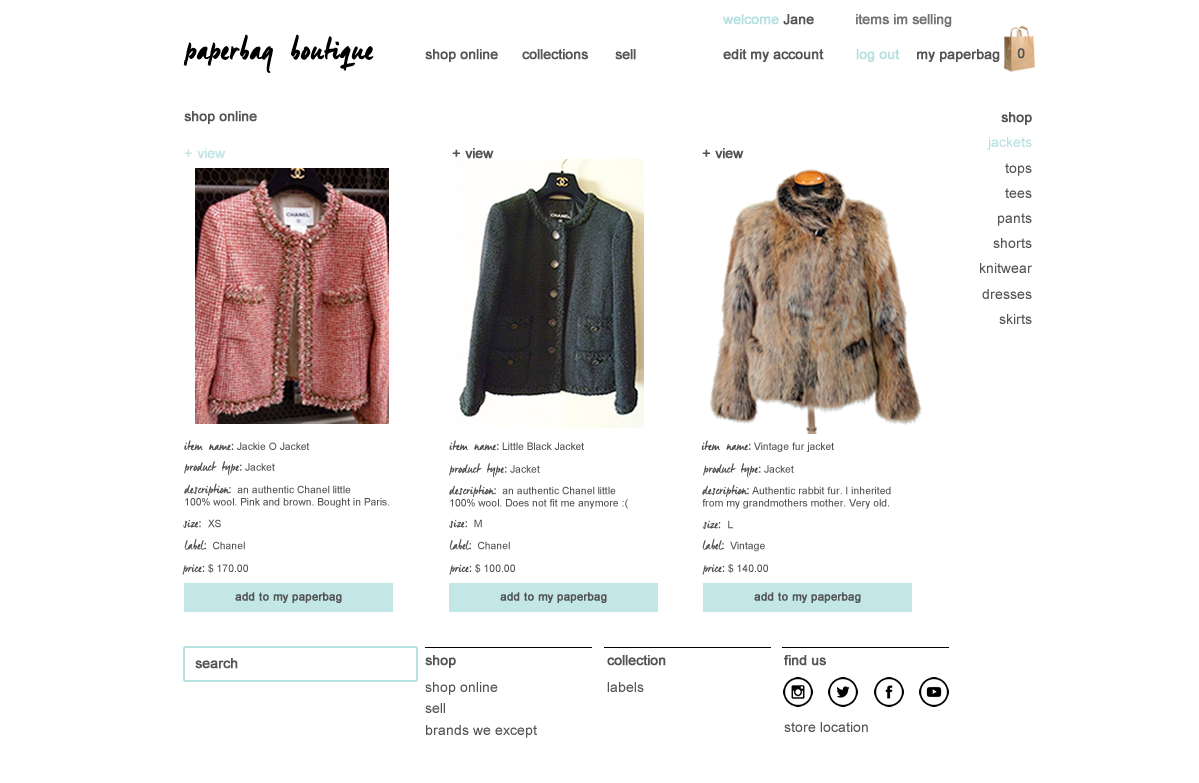 welcome Jane
items im selling
paperbag boutique
shop online
collections
sell
edit my account
log out
my paperbag
0
shop online
shop
jackets
tops
tees
pants
shorts
knitwear
dresses
skirts
+ view
CHANEL
item name: Jackie O Jacket
product type: Jacket
description: an authentic Chanel little
100% wool. Pink and brown. Bought in Paris.
size: XS
label: Chanel
price: $ 170.00
add to my paperbag
+ view
CHANEL
item name: Little Black Jacket
product type: Jacket
description: an authentic Chanel little
100% wool. Does not fit me anymore :(
size: M
label: Chanel
price: $ 100.00
add to my paperbag
+ view
item name: Vintage fur jacket
product type: Jacket
description: Authentic rabbit fur. I inherited
from my grandmothers mother. Very old.
size: L
label: Vintage
price: $ 140.00
add to my paperbag
search
shop
shop online
sell
brands we except
collection
labels
find us
store location